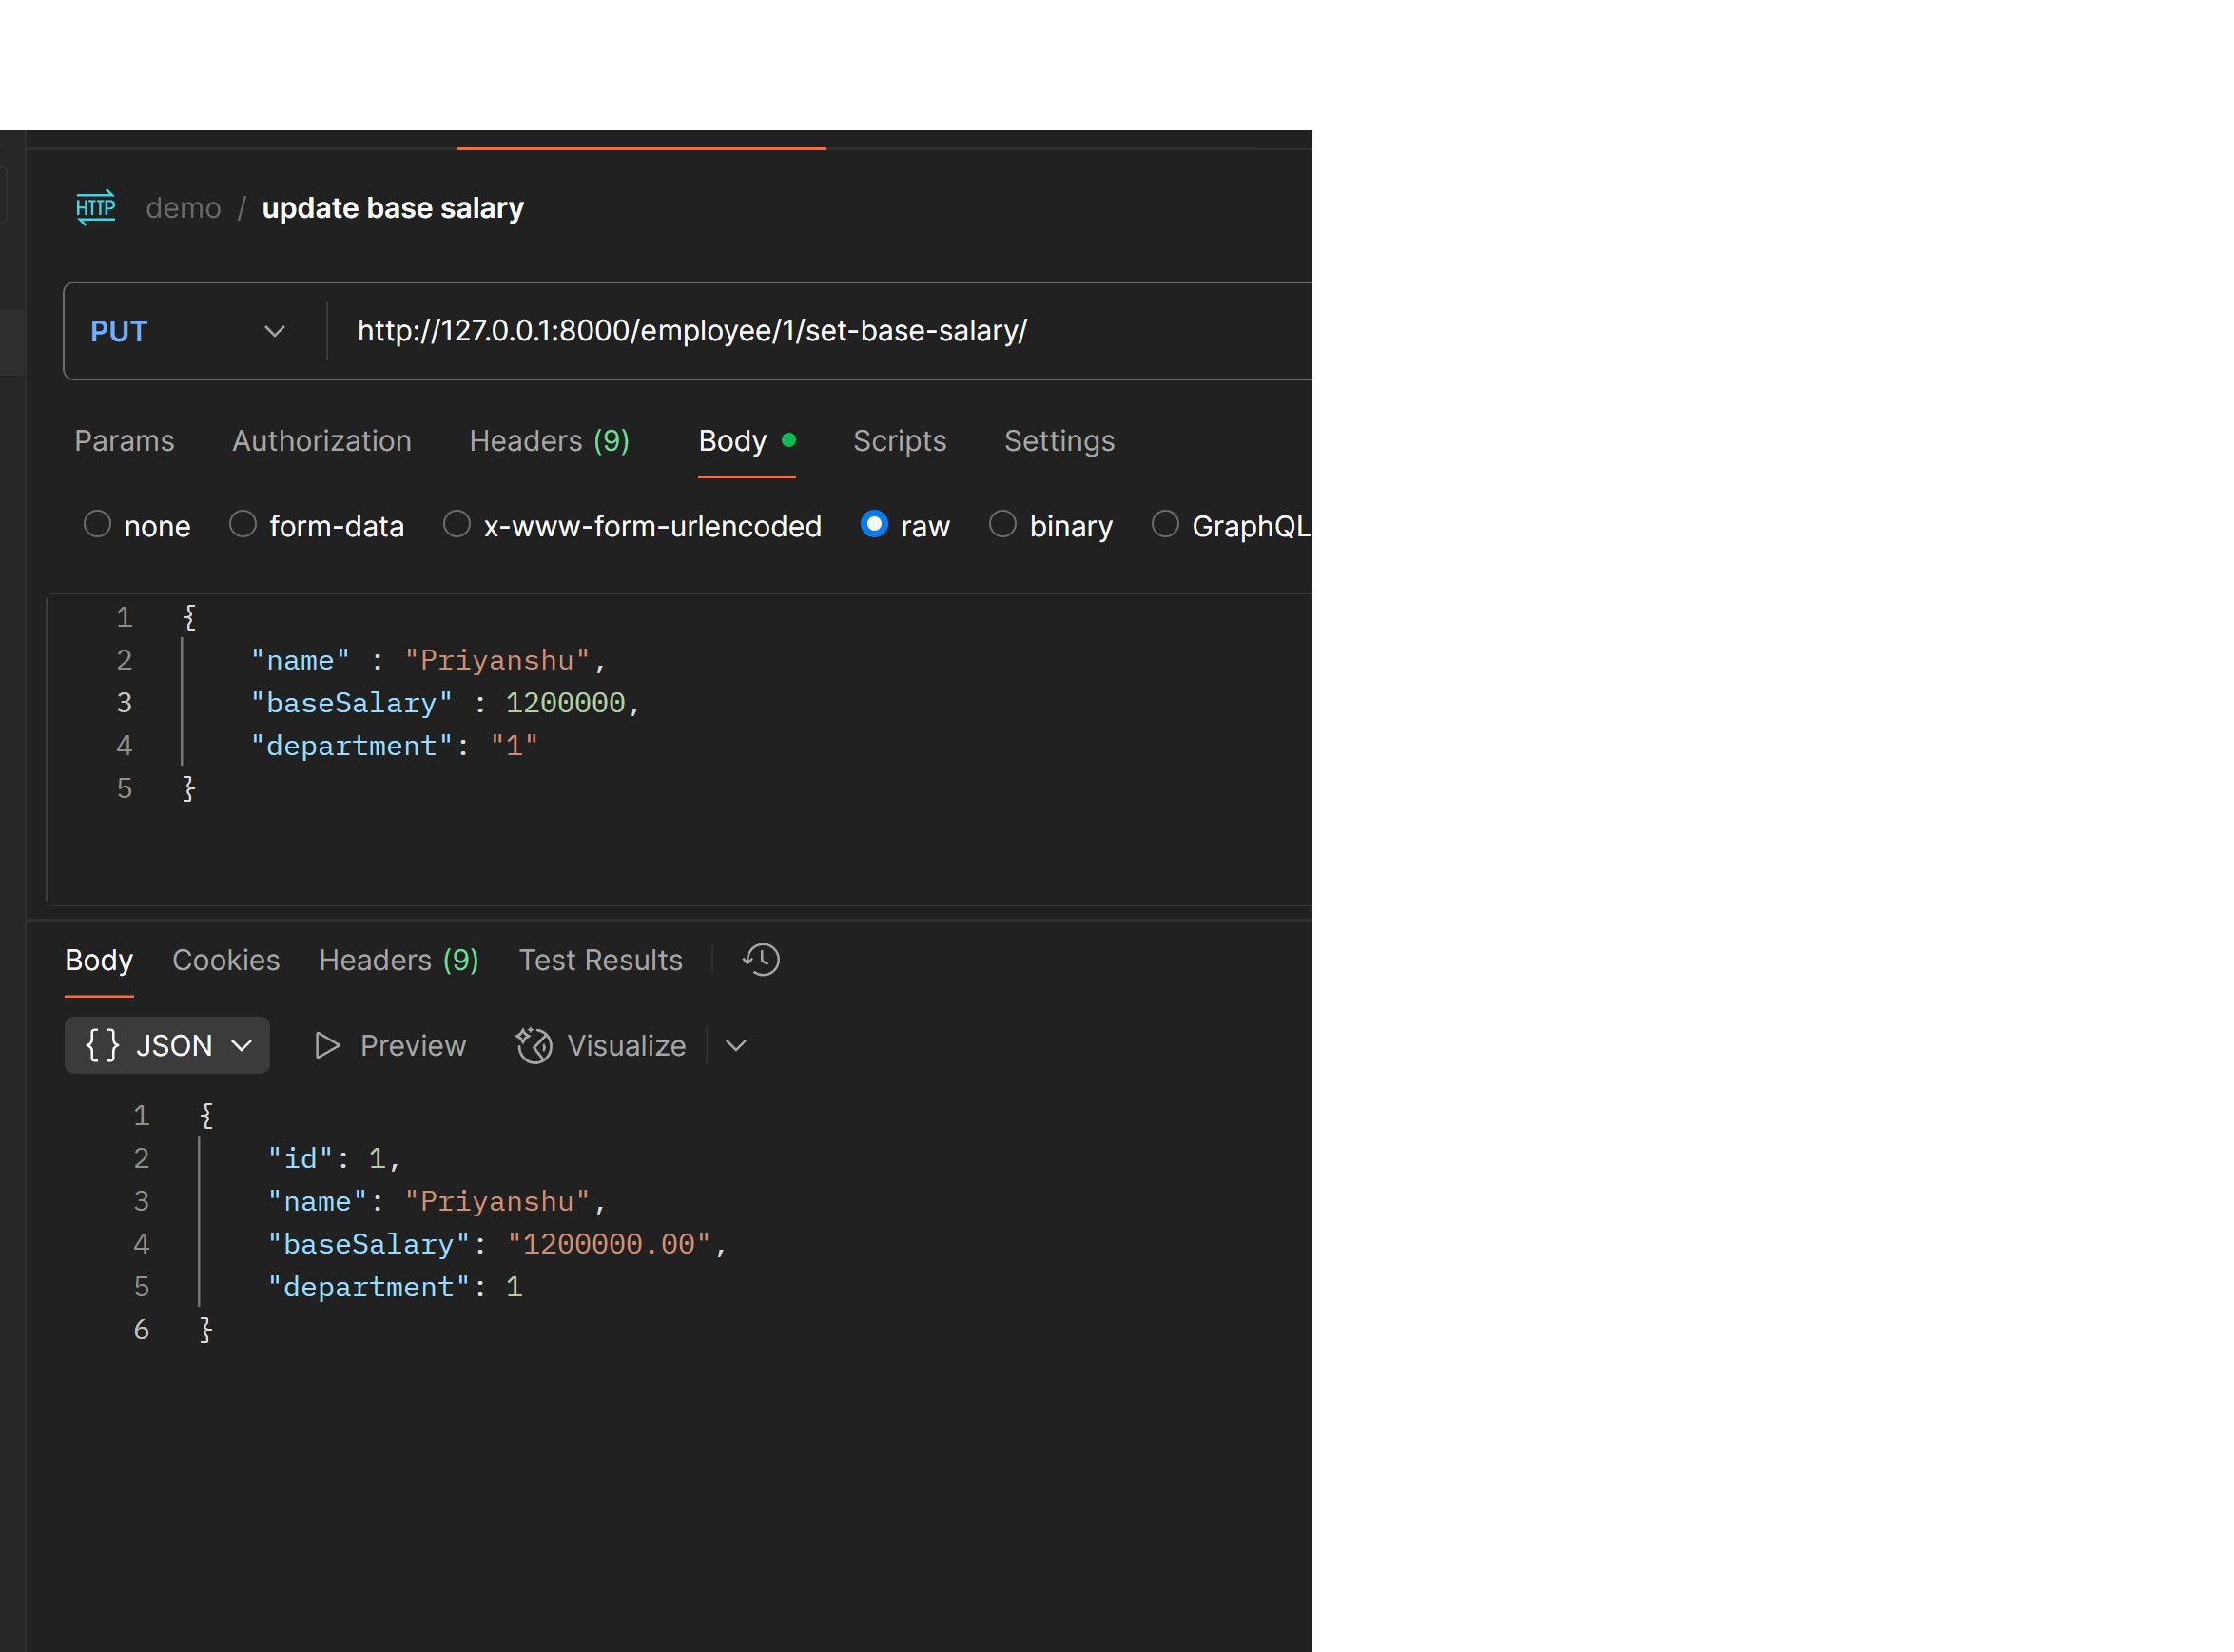 HTTP demo / update base salary
PUT http://127.0.0.1:8000/employee/1/set-base-salary/
Params Authorization Headers (9) Body Scripts Settings
none form-data x-www-form-urlencoded raw binary GraphQL
1 {
2 "name" : "Priyanshu",
3 "baseSalary" : 1200000,
4 "department": "1"
5 }
Body Cookies Headers (9) Test Results
{ } JSON Preview Visualize
1 {
2 "id": 1,
3 "name": "Priyanshu",
4 "baseSalary": "1200000.00",
5 "department": 1
6 }